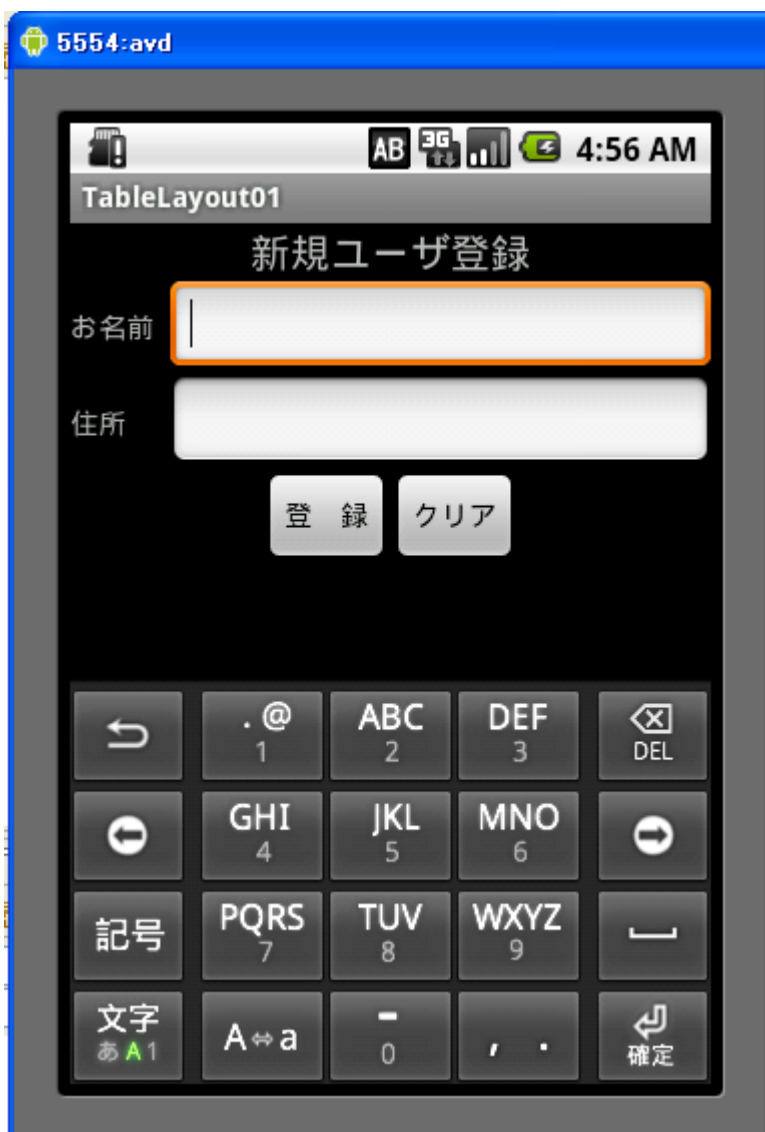 5554:avd
AB 3G 4:56 AM
TableLayout01
新規ユーザ登録
お名前
住所
登　録 クリア
. @ ABC DEF
1 2 3 DEL
GHI JKL MNO
4 5 6
記号 PQRS TUV WXYZ
7 8 9
文字 A⇔a - , .
あA1 0 確定